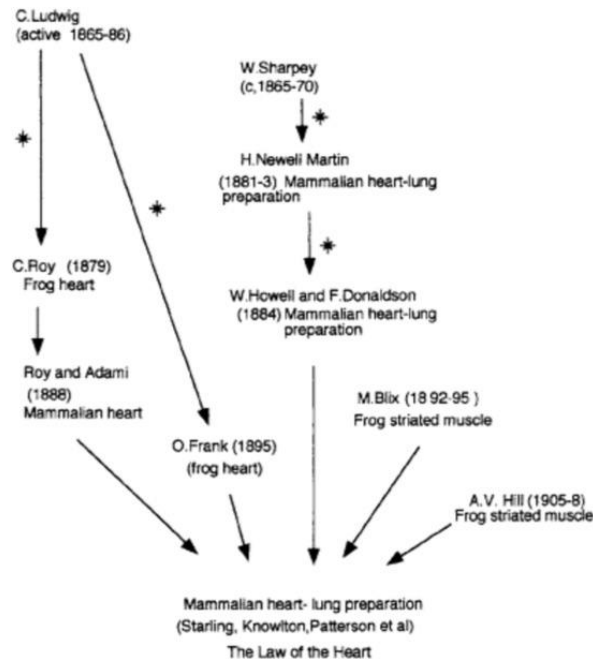 C.Ludwig
(active 1865-86)
W.Sharpey
(c,1865-70)
H.Newell Martin
(1881-3) Mammalian heart-lung
preparation
C.Roy (1879)
Frog heart
W.Howell and F.Donaldson
(1884) Mammalian heart-lung
preparation
Roy and Adami
(1888)
Mammalian heart
M.Blix (18 92-95 )
Frog striated muscle
O.Frank (1895)
(frog heart)
A.V. Hill (1905-8)
Frog striated muscle
Mammalian heart- lung preparation
(Starling, Knowlton,Patterson et al)
The Law of the Heart